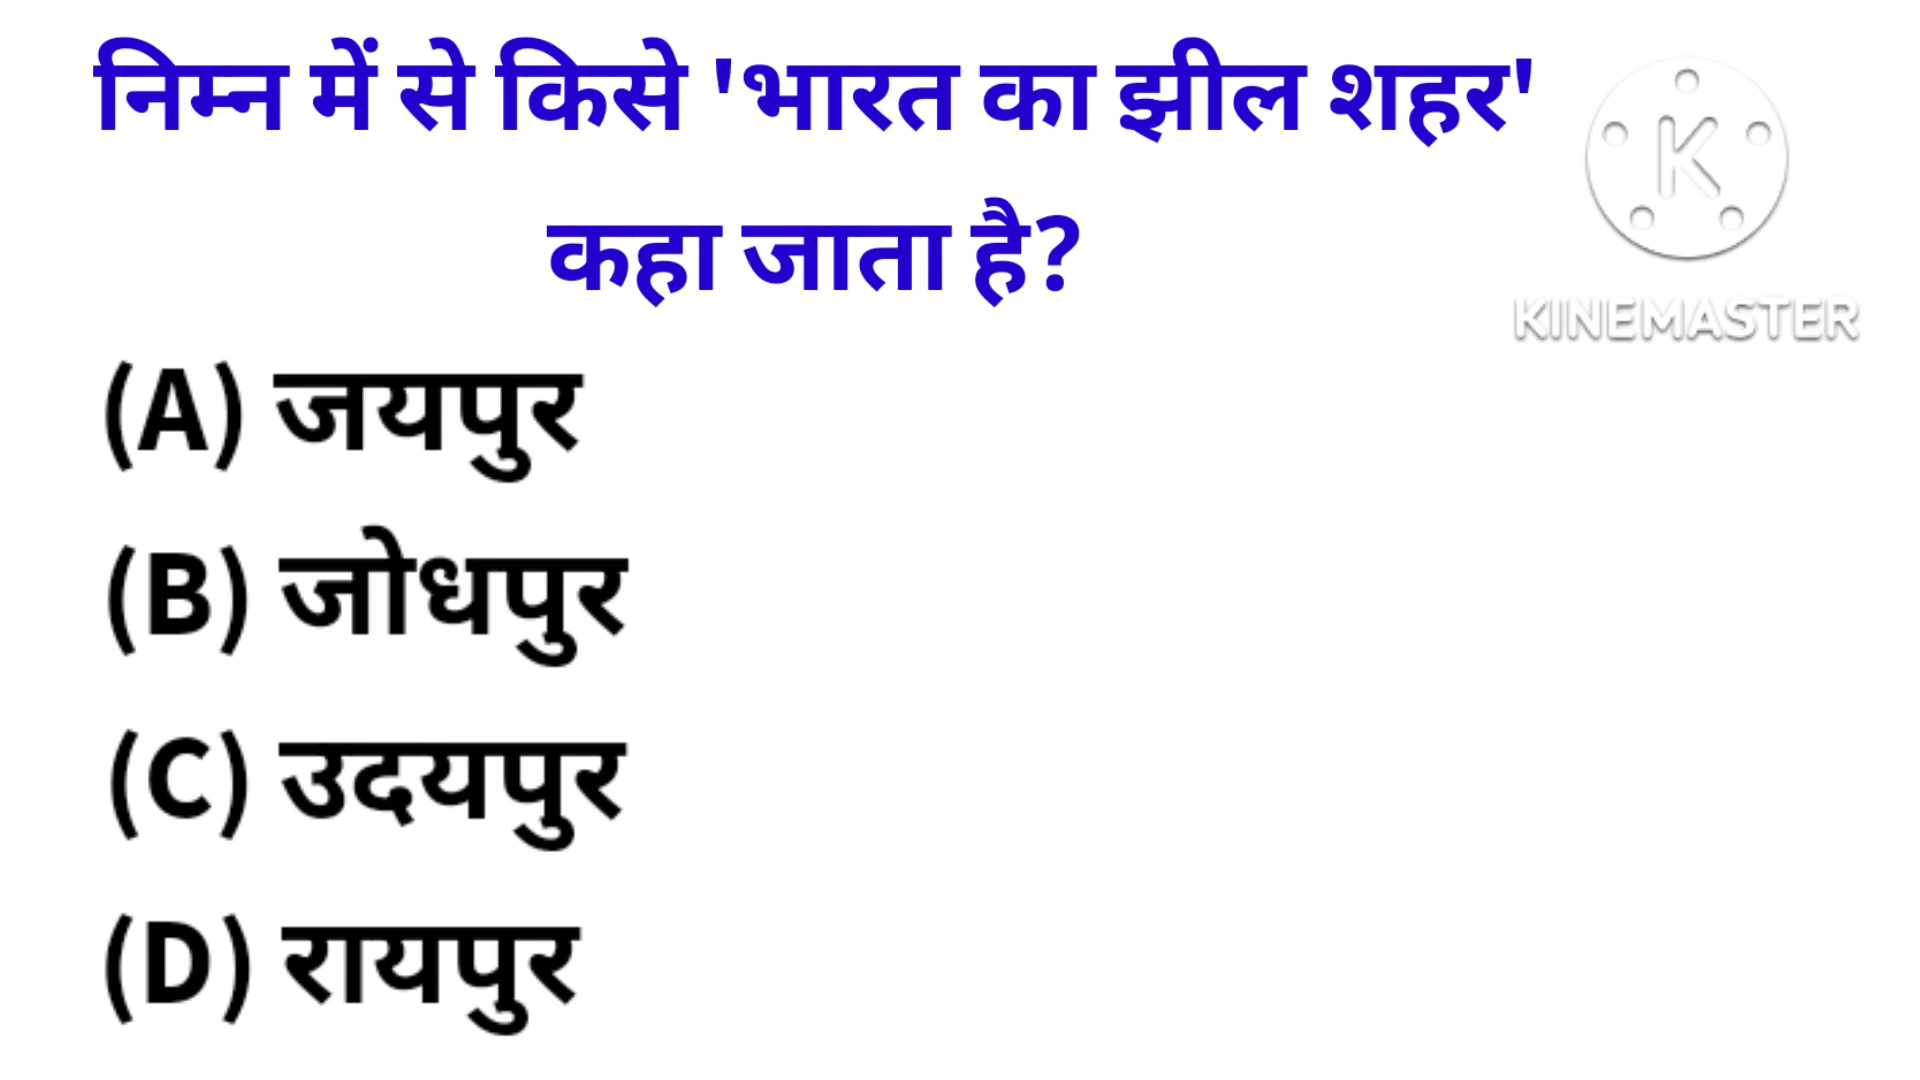 निम्न में से किसे 'भारत का झील शहर'
कहा जाता है?
K
KINEMASTER
(A) जयपुर
(B) जोधपुर
(C) उदयपुर
(D) रायपुर